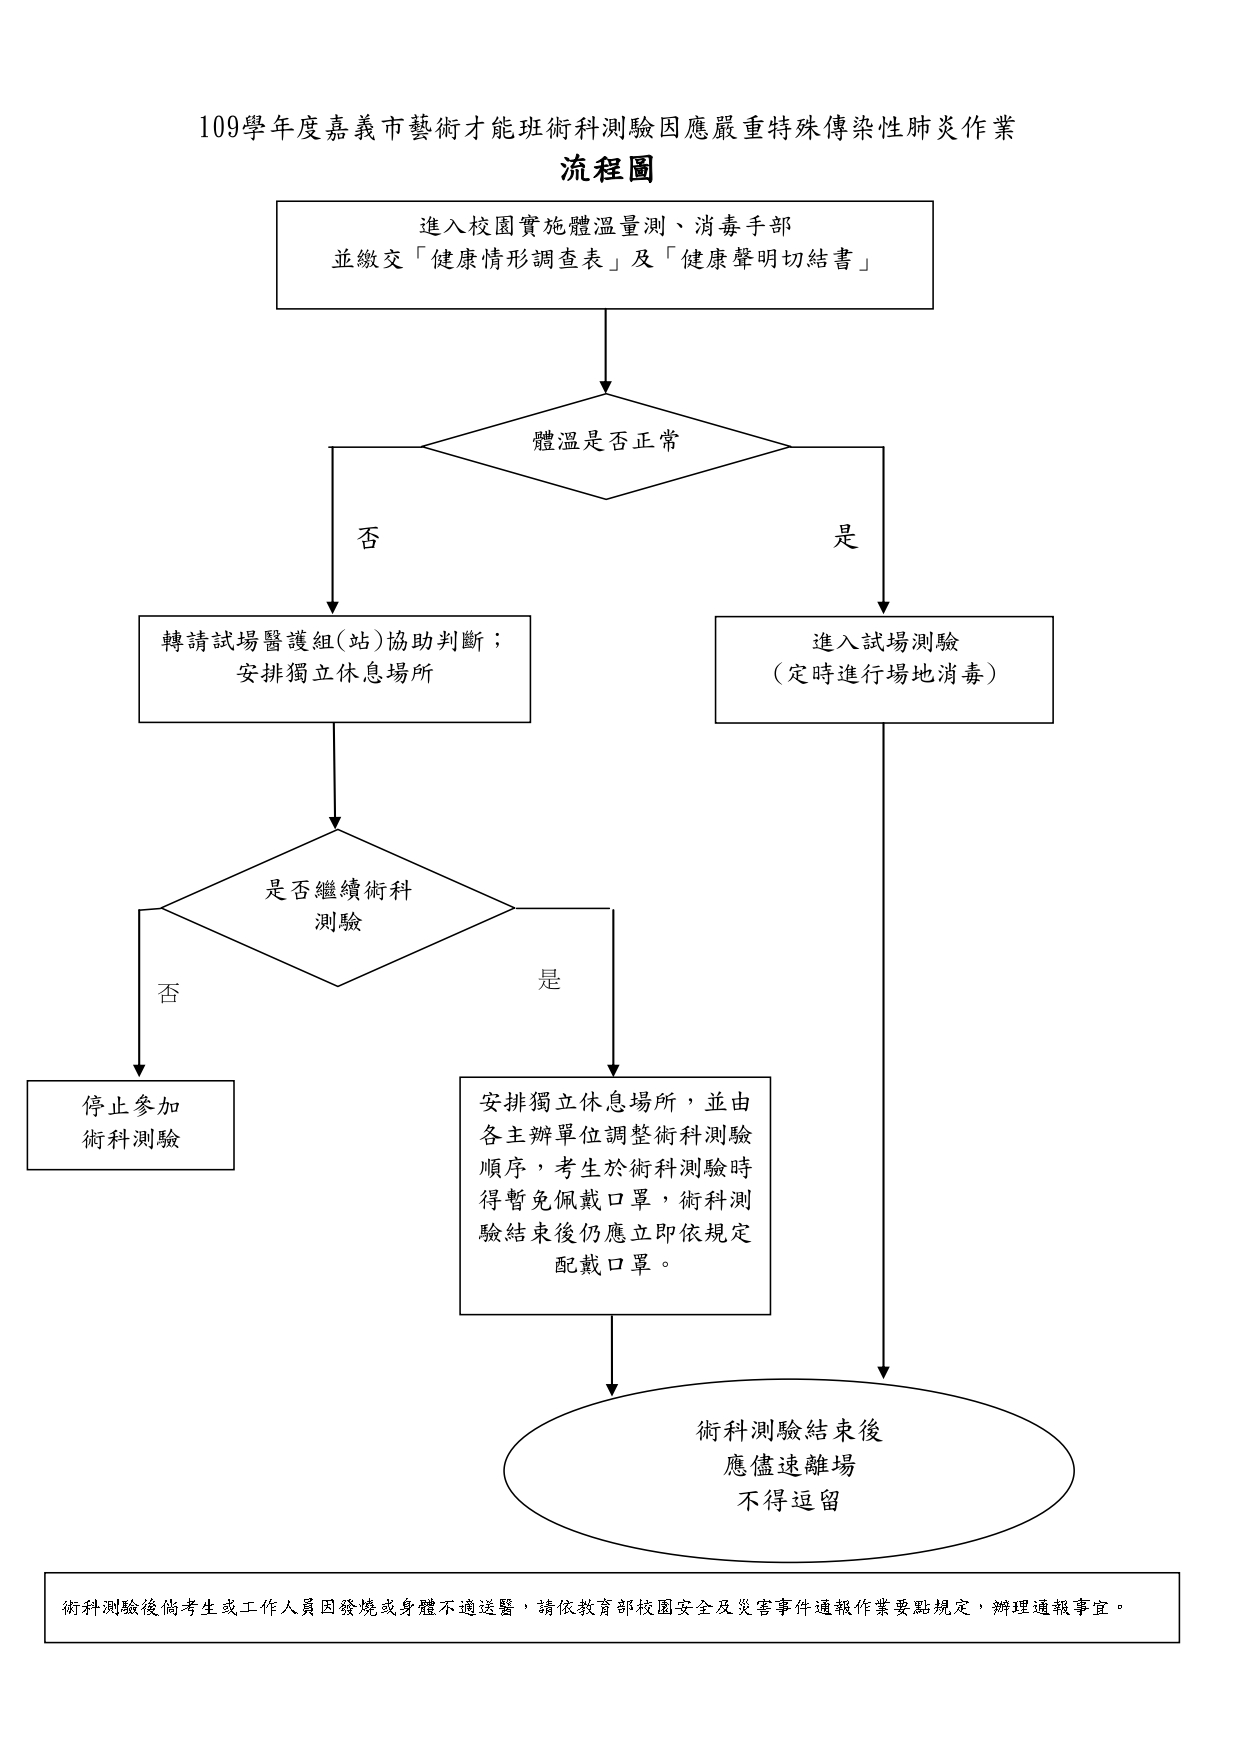 109學年度嘉義市藝術才能班術科測驗因應嚴重特殊傳染性肺炎作業
流程圖
進入校園實施體溫量測、消毒手部
並繳交「健康情形調查表」及「健康聲明切結書」
體溫是否正常
否
是
轉請試場醫護組(站)協助判斷；
安排獨立休息場所
進入試場測驗
（定時進行場地消毒）
是否繼續術科
測驗
否
是
停止參加
術科測驗
安排獨立休息場所，並由
各主辦單位調整術科測驗
順序，考生於術科測驗時
得暫免佩戴口罩，術科測
驗結束後仍應立即依規定
配戴口罩。
術科測驗結束後
應儘速離場
不得逗留
術科測驗後倘考生或工作人員因發燒或身體不適送醫，請依教育部校園安全及災害事件通報作業要點規定，辦理通報事宜。